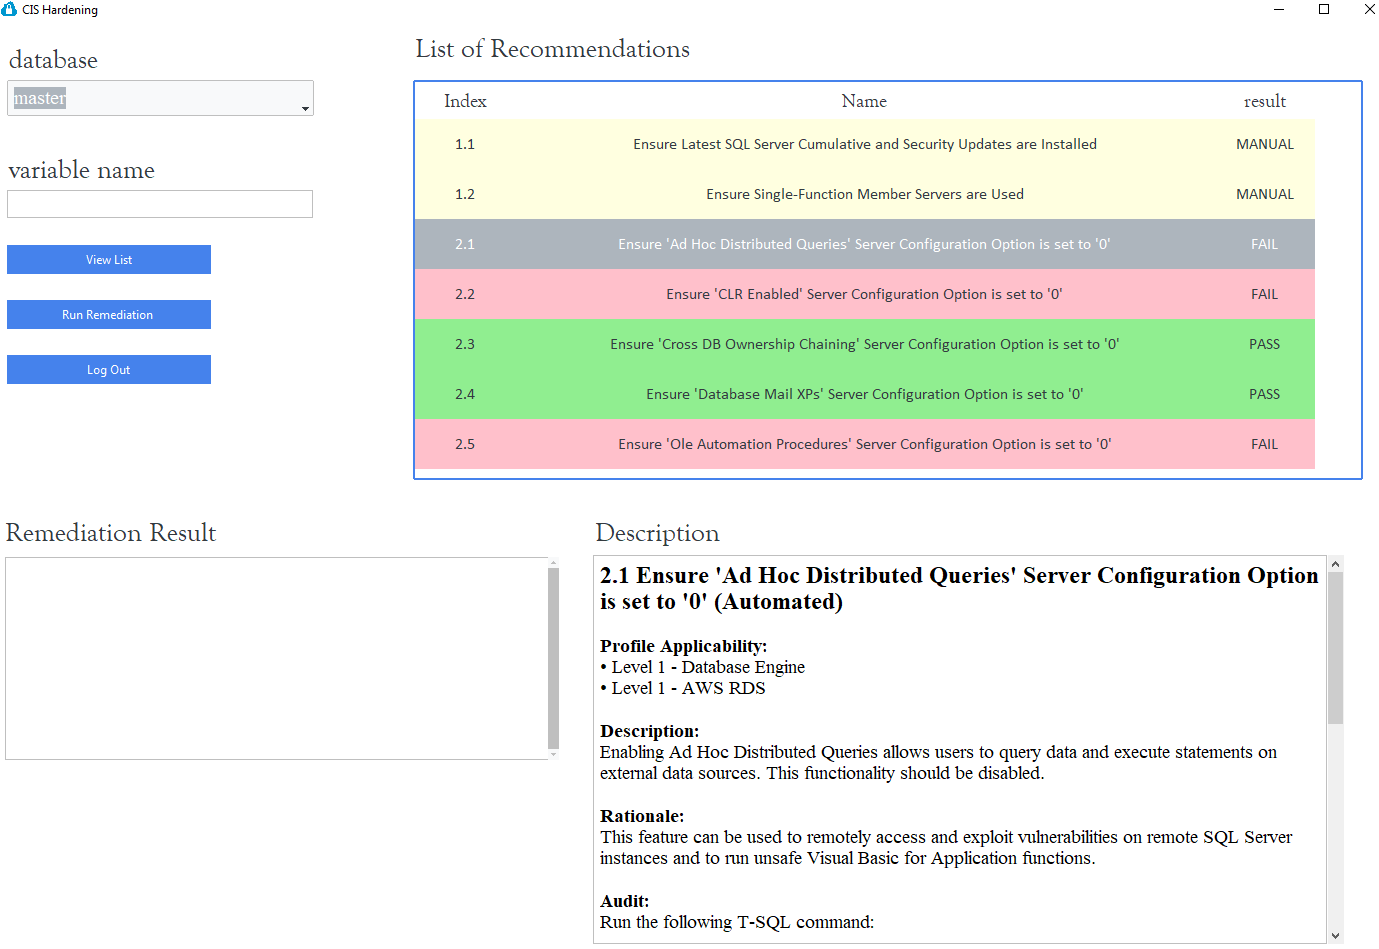 CIS Hardening
database
master
variable name
View List
Run Remediation
Log Out
List of Recommendations
Index Name result
1.1 Ensure Latest SQL Server Cumulative and Security Updates are Installed MANUAL
1.2 Ensure Single-Function Member Servers are Used MANUAL
2.1 Ensure 'Ad Hoc Distributed Queries' Server Configuration Option is set to '0' FAIL
2.2 Ensure 'CLR Enabled' Server Configuration Option is set to '0' FAIL
2.3 Ensure 'Cross DB Ownership Chaining' Server Configuration Option is set to '0' PASS
2.4 Ensure 'Database Mail XPs' Server Configuration Option is set to '0' PASS
2.5 Ensure 'Ole Automation Procedures' Server Configuration Option is set to '0' FAIL
Remediation Result
Description
2.1 Ensure 'Ad Hoc Distributed Queries' Server Configuration Option
is set to '0' (Automated)
Profile Applicability:
• Level 1 - Database Engine
• Level 1 - AWS RDS
Description:
Enabling Ad Hoc Distributed Queries allows users to query data and execute statements on
external data sources. This functionality should be disabled.
Rationale:
This feature can be used to remotely access and exploit vulnerabilities on remote SQL Server
instances and to run unsafe Visual Basic for Application functions.
Audit:
Run the following T-SQL command: